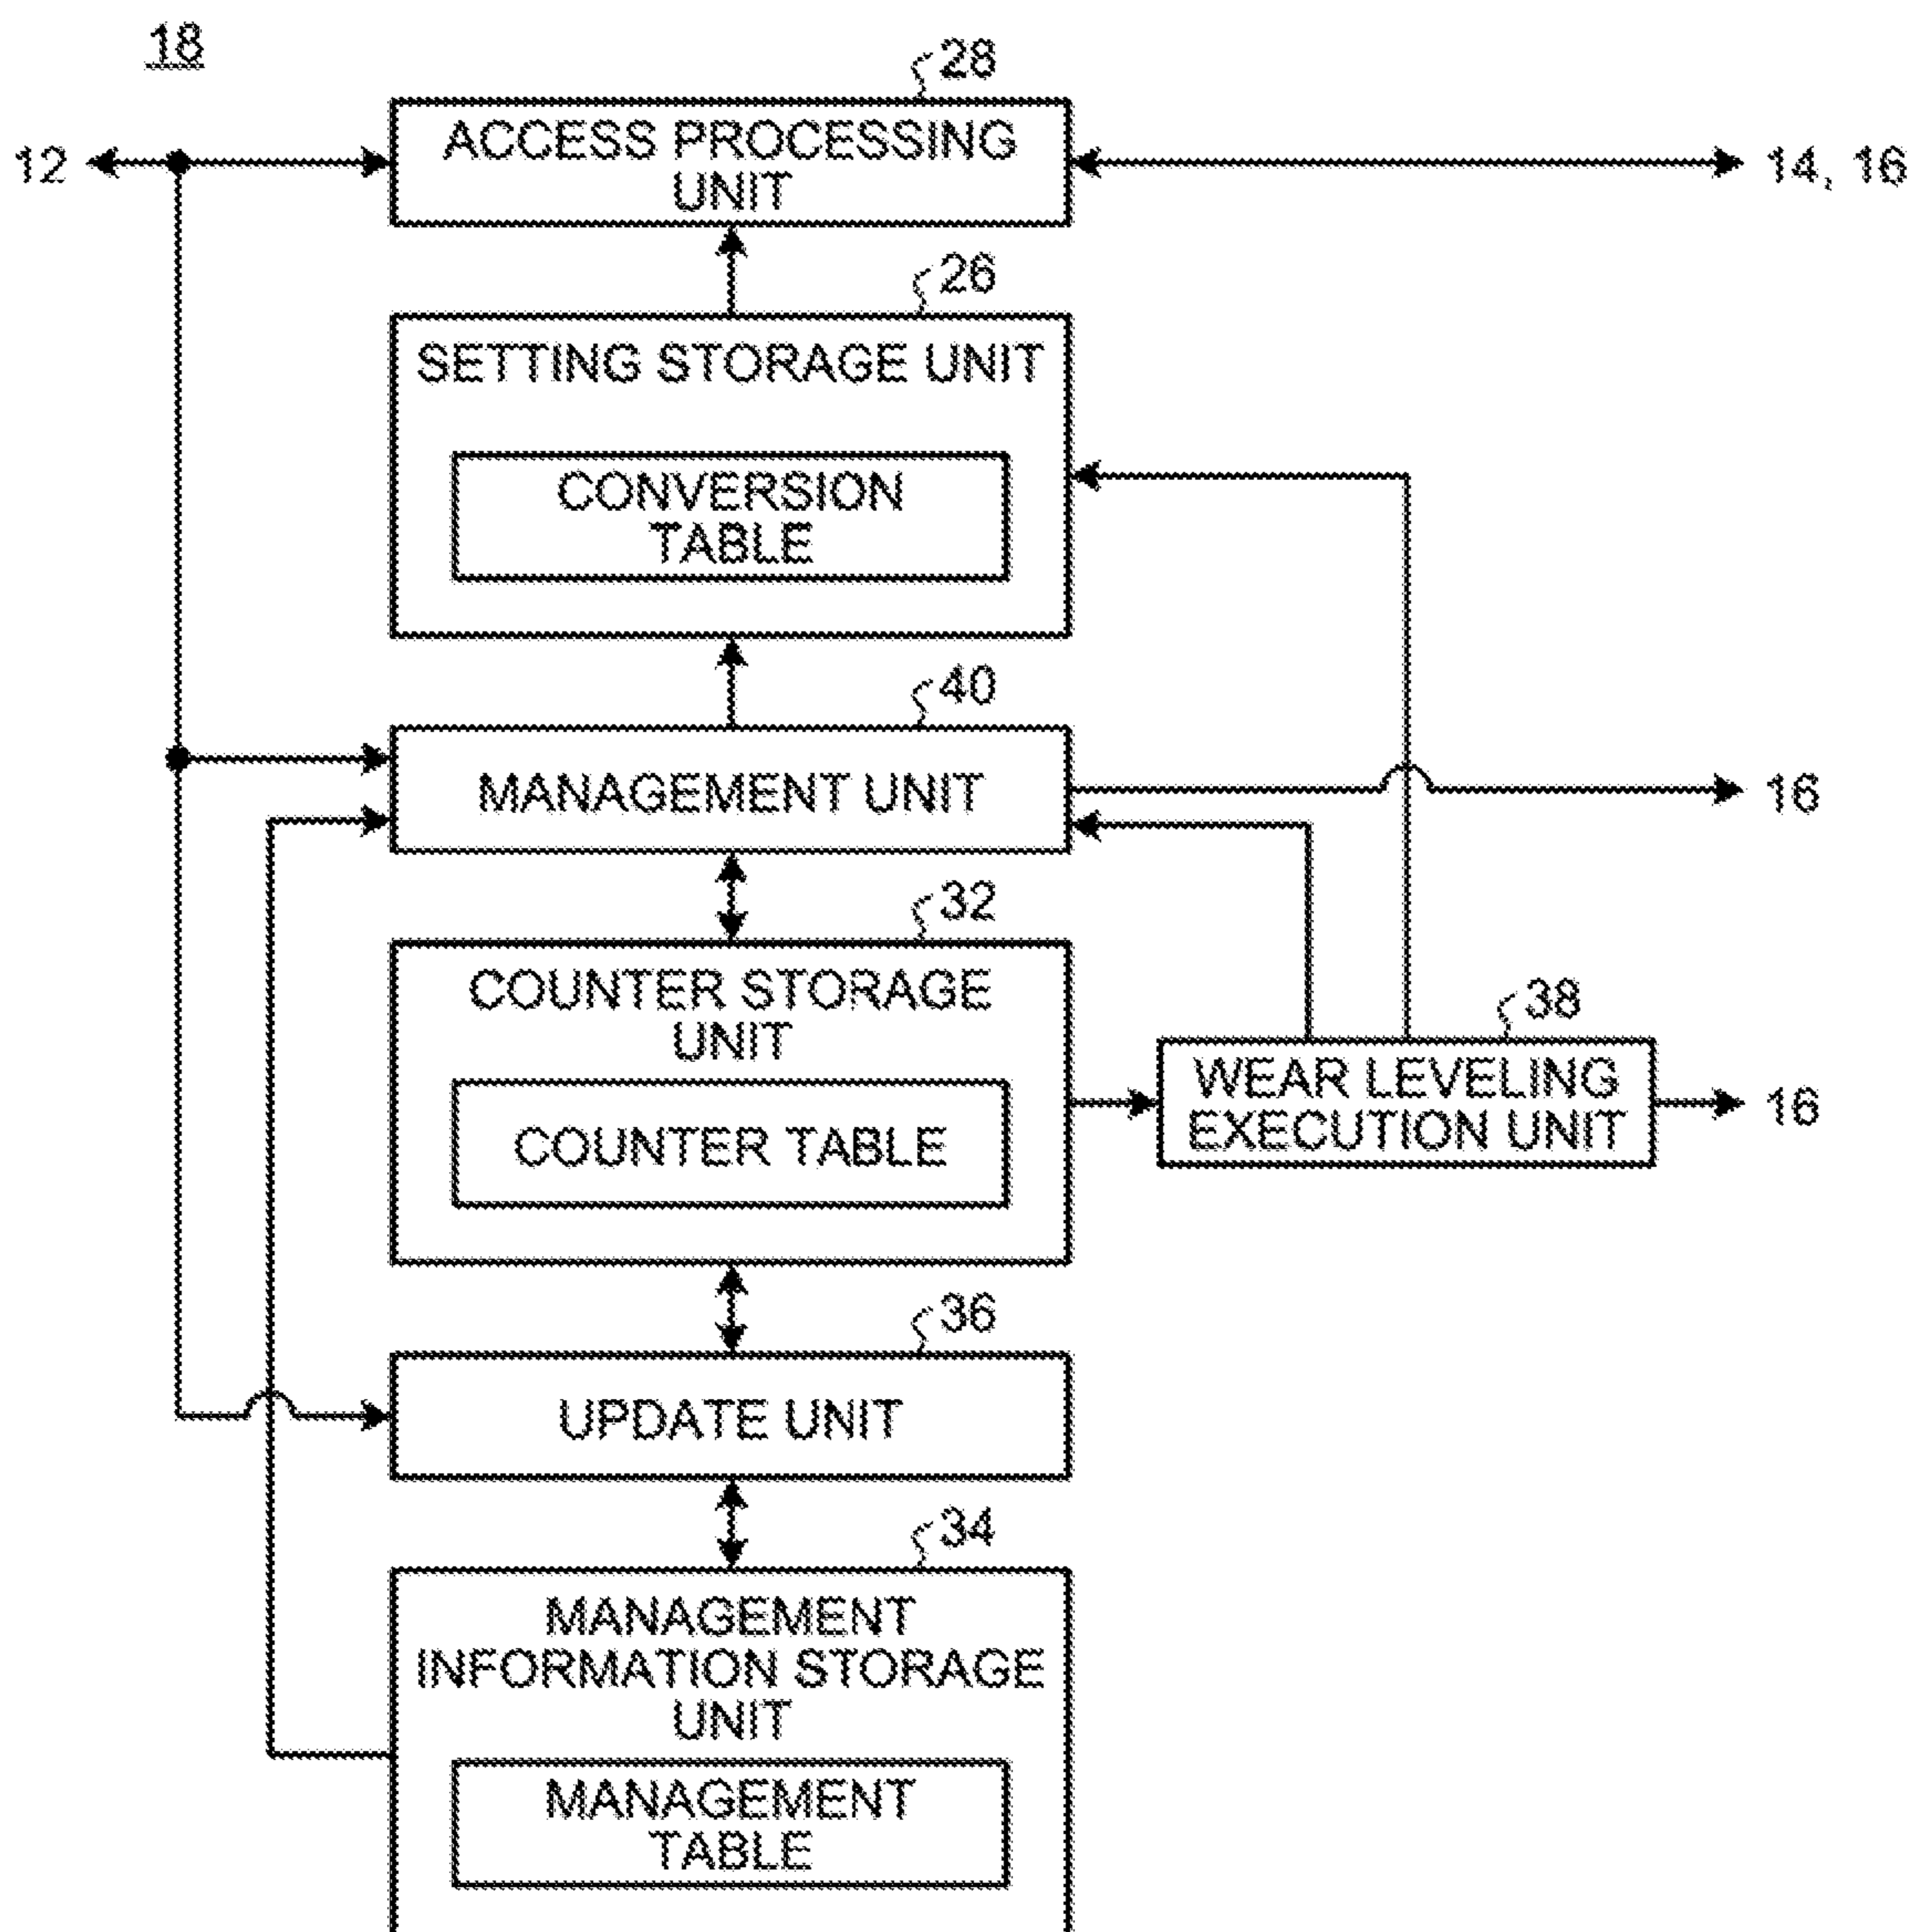 18
28
ACCESS PROCESSING
UNIT
12
14, 16
26
SETTING STORAGE UNIT
CONVERSION
TABLE
40
MANAGEMENT UNIT
16
32
COUNTER STORAGE
UNIT
COUNTER TABLE
38
WEAR LEVELING
EXECUTION UNIT
16
36
UPDATE UNIT
34
MANAGEMENT
INFORMATION STORAGE
UNIT
MANAGEMENT
TABLE